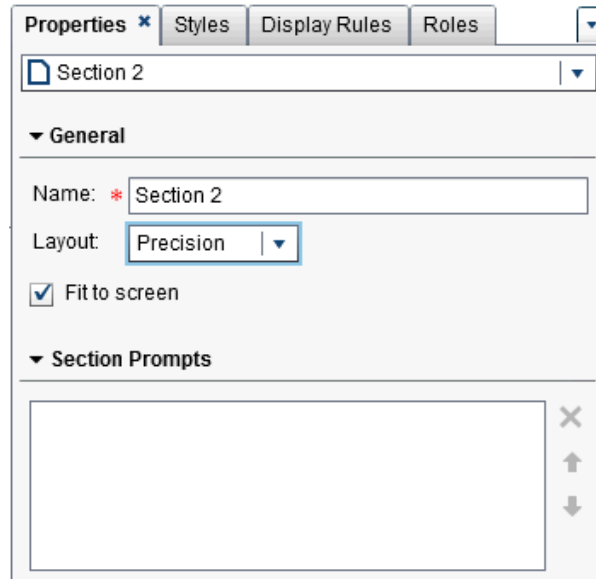 Properties Styles Display Rules Roles
Section 2
General
Name: * Section 2
Layout: Precision
Fit to screen
Section Prompts